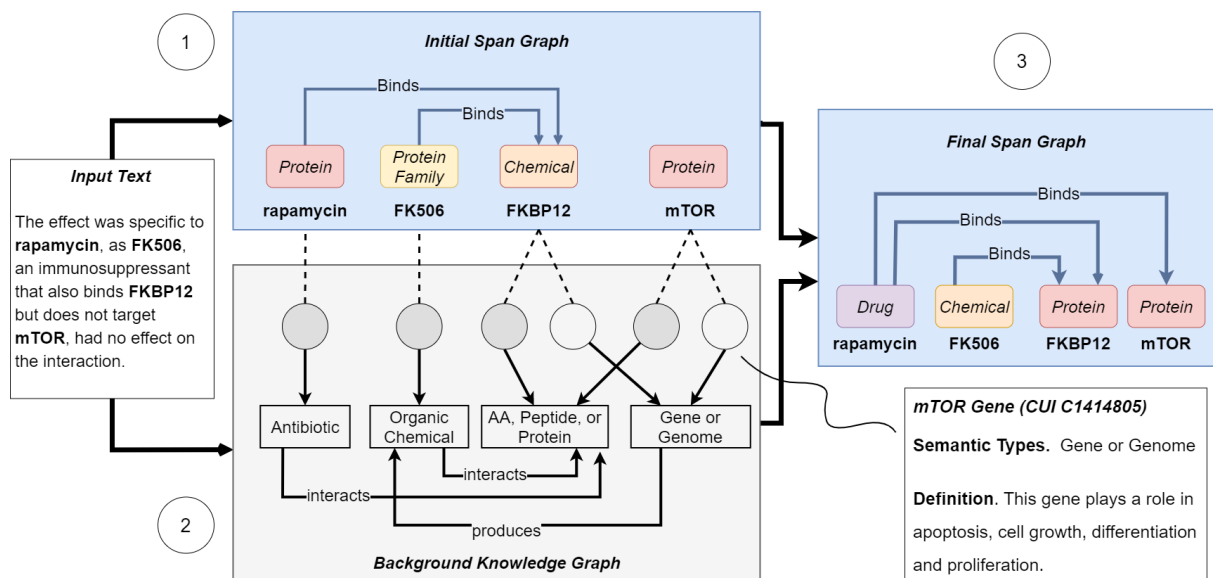 1
Initial Span Graph
Binds
Binds
Protein
Protein
Family
Chemical
Protein
rapamycin
FK506
FKBP12
mTOR
Input Text
The effect was specific to
rapamycin, as FK506,
an immunosuppressant
that also binds FKBP12
but does not target
mTOR, had no effect on
the interaction.
2
Antibiotic
Organic
Chemical
AA, Peptide, or
Protein
Gene or
Genome
interacts
interacts
produces
Background Knowledge Graph
3
Final Span Graph
Binds
Binds
Binds
Drug
Chemical
Protein
Protein
rapamycin
FK506
FKBP12
mTOR
mTOR Gene (CUI C1414805)
Semantic Types. Gene or Genome
Definition. This gene plays a role in
apoptosis, cell growth, differentiation
and proliferation.